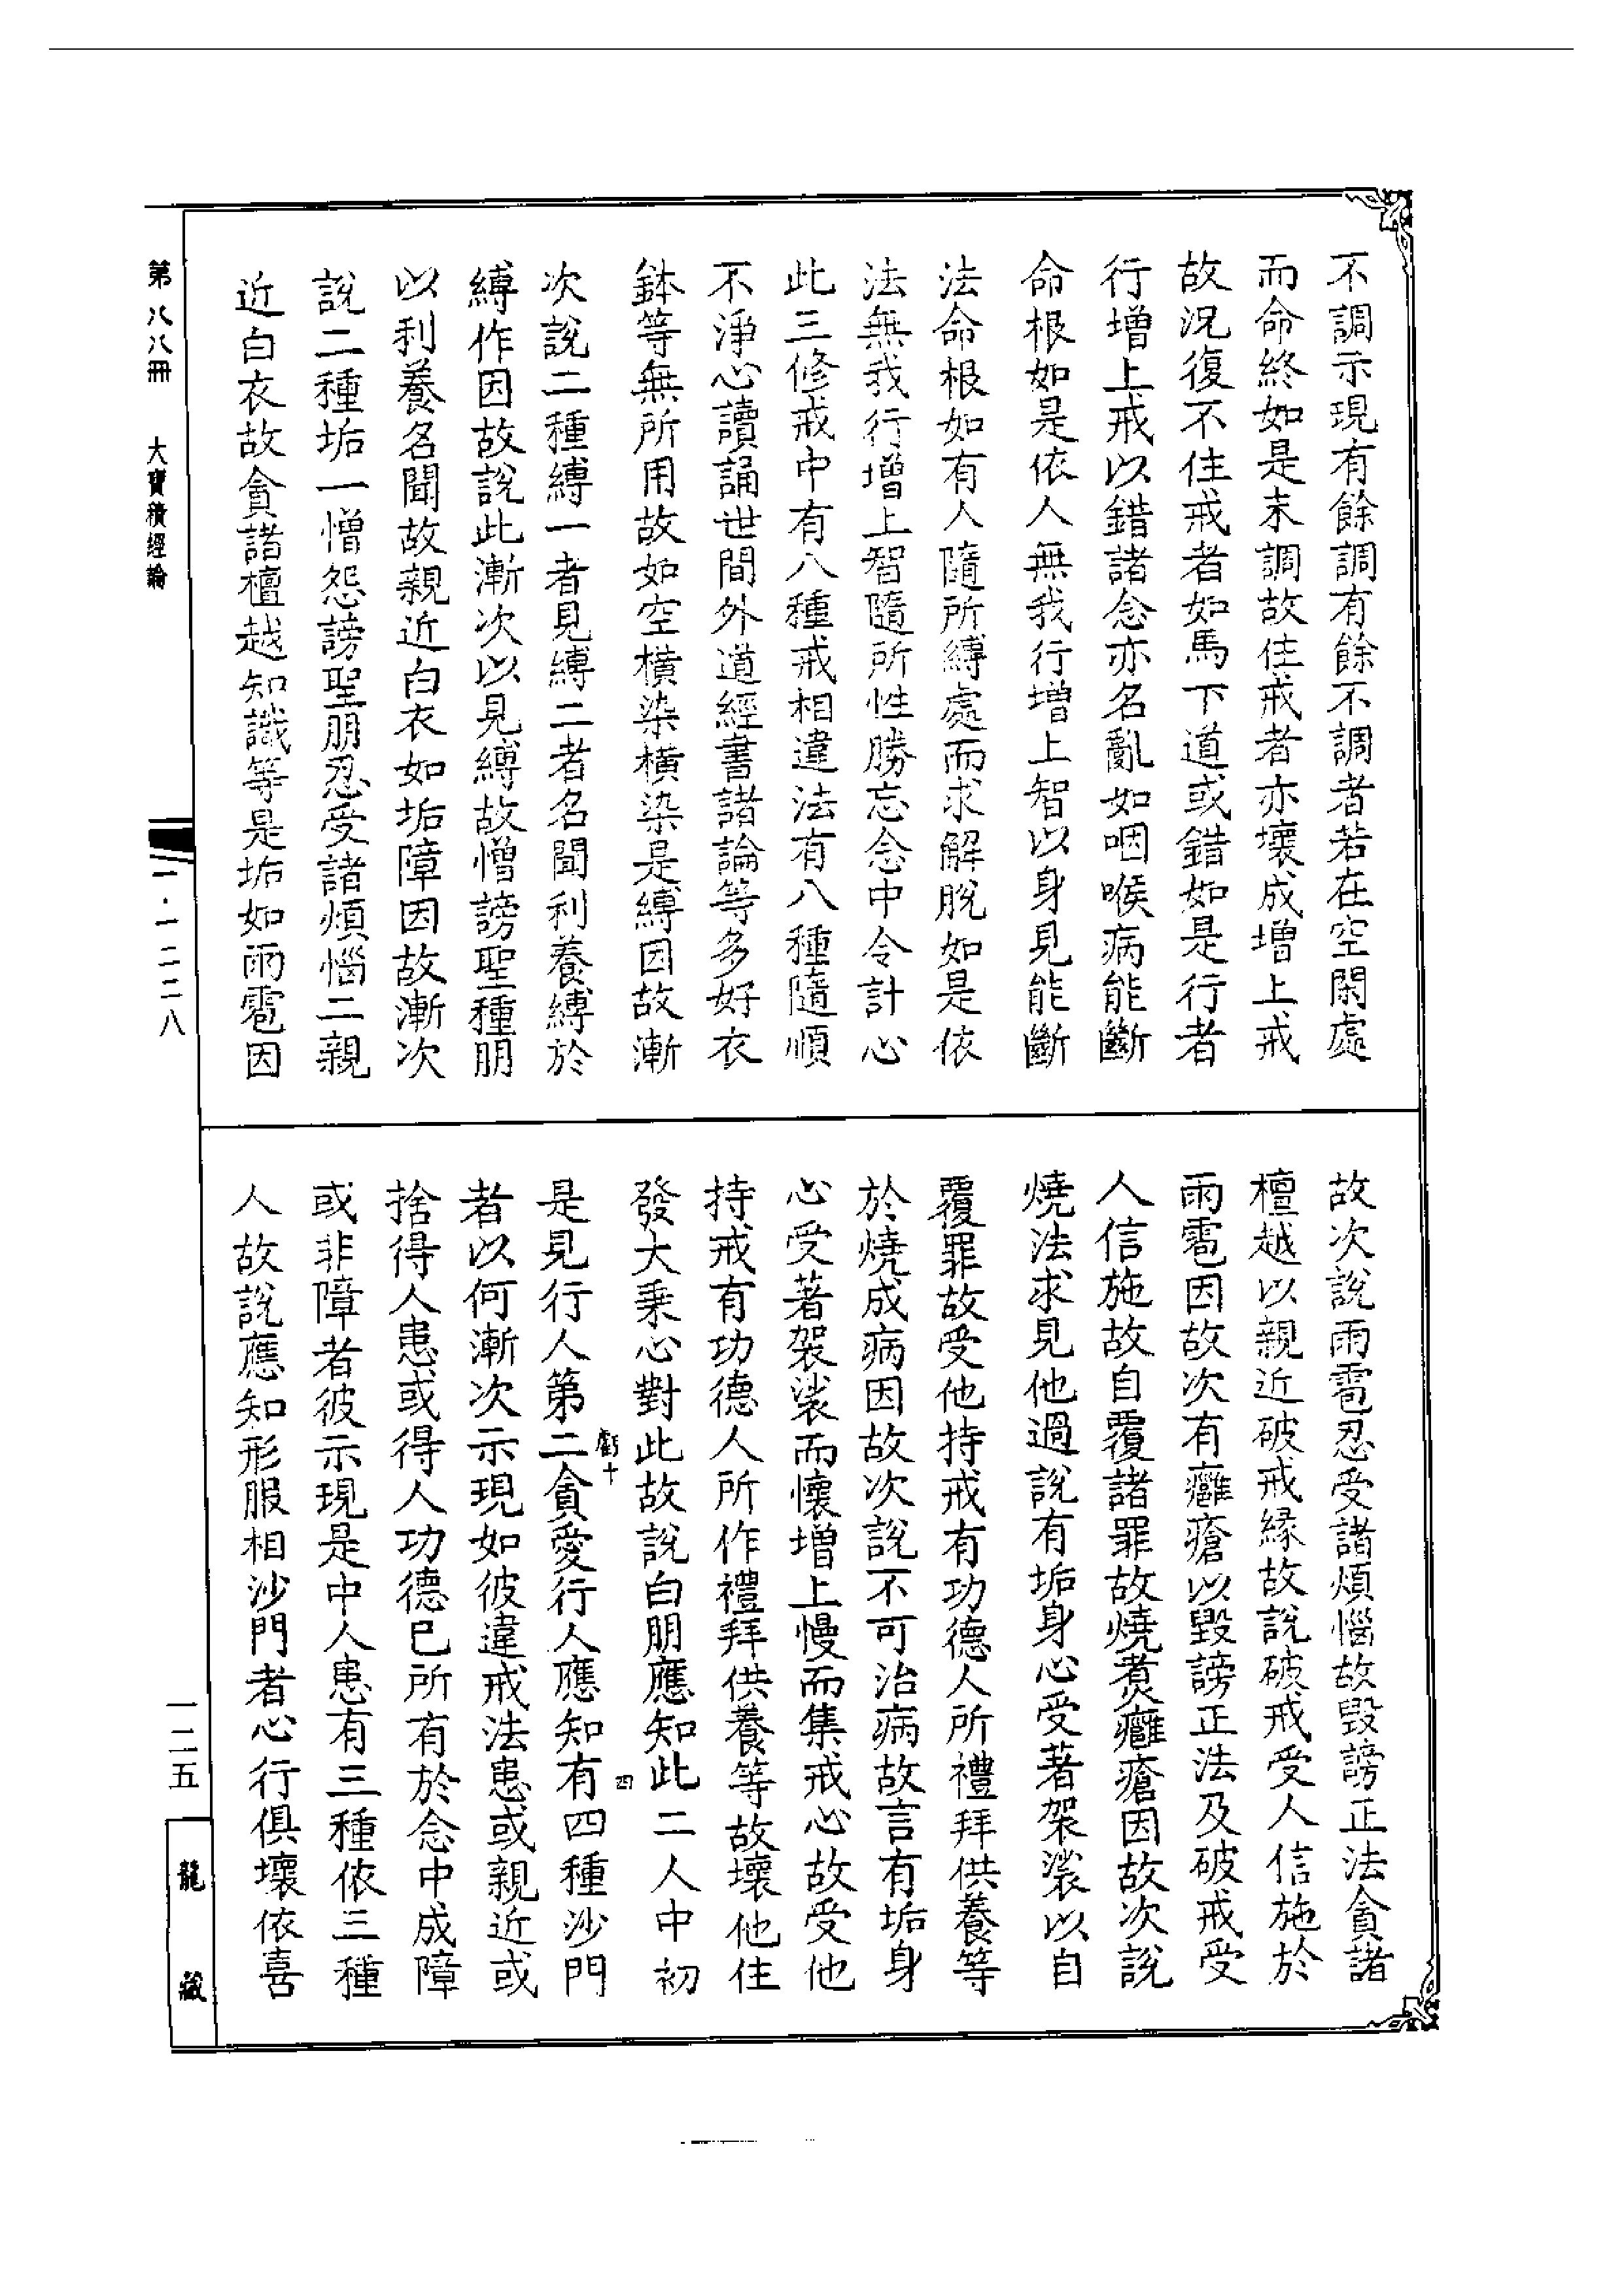 不調示現有餘調有餘不調者若在空閑處
而命終如是末調故住戒者亦壞成增上戒
故況復不住戒者如馬下道或錯如是行者
行增上戒以錯諸念亦名亂如咽喉病能斷
命根如是依人無我行增上智以身見能斷
法命根如有人隨所縛處而求解脫如是依
法無我行增上智隨所性勝忘念中令計心
此三修戒中有八種戒相違法有八種隨順
不淨心讀誦世間外道經書諸論等多好衣
鉢等無所用故如空橫染橫染是縛因故漸
次說二種縛一者見縛二者名聞利養縛於
縛作因故說此漸次以見縛故憎謗聖種朋
以利養名聞故親近白衣如垢障因故漸次
說二種垢一憎怨謗聖朋忍受諸煩惱二親
近白衣故貪諸檀越知識等是垢如雨雹因
故次說雨雹忍受諸煩惱故毀謗正法貪諸
檀越以親近破戒緣故說破戒受人信施於
雨雹因故次有癰瘡以毀謗正法及破戒受
人信施故自覆諸罪故燒煮癰瘡因故次說
燒法求見他過說有垢身心受著袈裟以自
覆罪故受他持戒有功德人所禮拜供養等
於燒成病因故次說不可治病故言有垢身
心受著袈裟而懷增上慢而集戒心故受他
持戒有功德人所作禮拜供養等故壞他住
發大乘心對此故說白朋應知此二人中初
是見行人第二貪愛行人應知有四種沙門
者以何漸次示現如彼違戒法患或親近或
捨得人患或得人功德已所有於念中成障
或非障者彼示現是中人患有三種依三種
人故說應知形服相沙門者心行俱壞依喜
虧十
四
第八八冊
大寶積經論
一·一二二八
一二五
龍藏